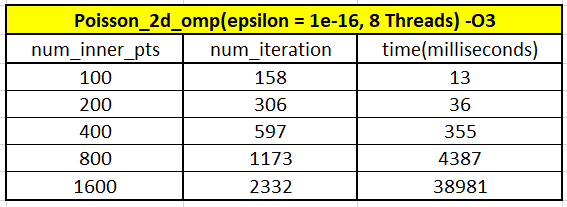 Poisson_2d_omp(epsilon = 1e-16, 8 Threads) -O3
num_inner_pts num_iteration time(milliseconds)
100 158 13
200 306 36
400 597 355
800 1173 4387
1600 2332 38981